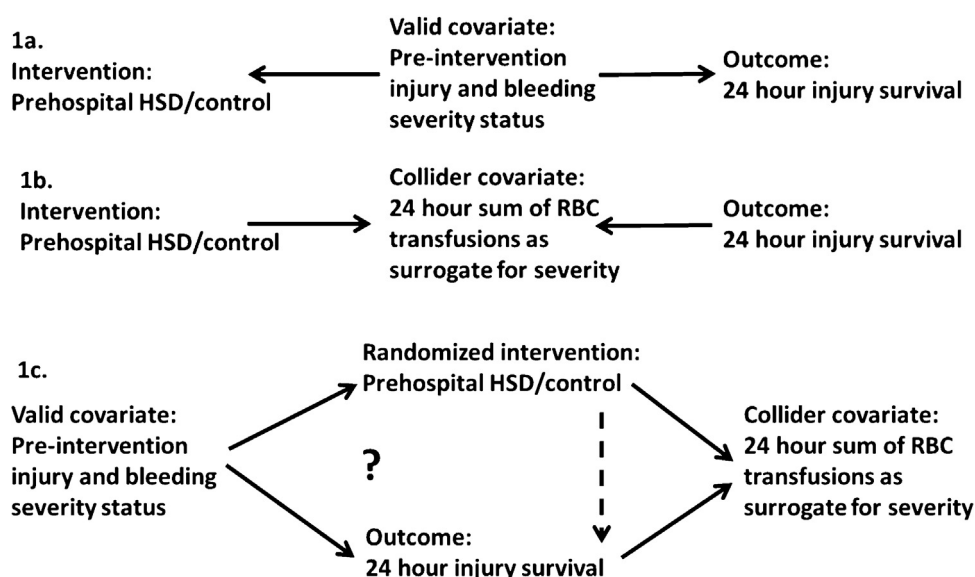 1a.
Intervention:
Prehospital HSD/control
Valid covariate:
Pre-intervention
injury and bleeding
severity status
Outcome:
24 hour injury survival
1b.
Intervention:
Prehospital HSD/control
Collider covariate:
24 hour sum of RBC
transfusions as
surrogate for severity
Outcome:
24 hour injury survival
1c.
Valid covariate:
Pre-intervention
injury and bleeding
severity status
Randomized intervention:
Prehospital HSD/control
?
Outcome:
24 hour injury survival
Collider covariate:
24 hour sum of RBC
transfusions as
surrogate for severity